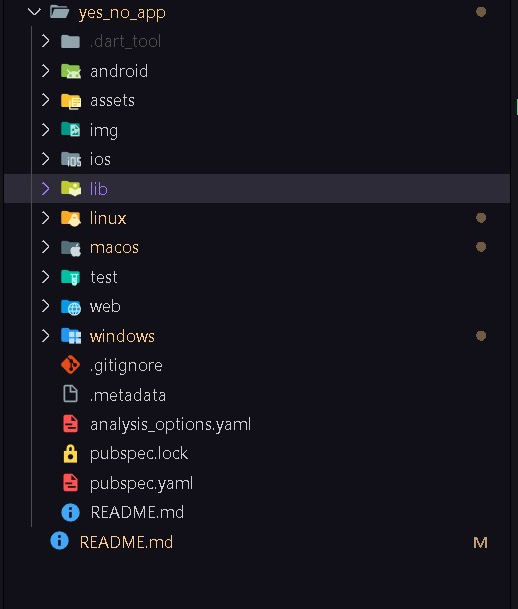 yes_no_app
.dart_tool
android
assets
img
ios
lib
linux
macos
test
web
windows
.gitignore
.metadata
analysis_options.yaml
pubspec.lock
pubspec.yaml
README.md
README.md M